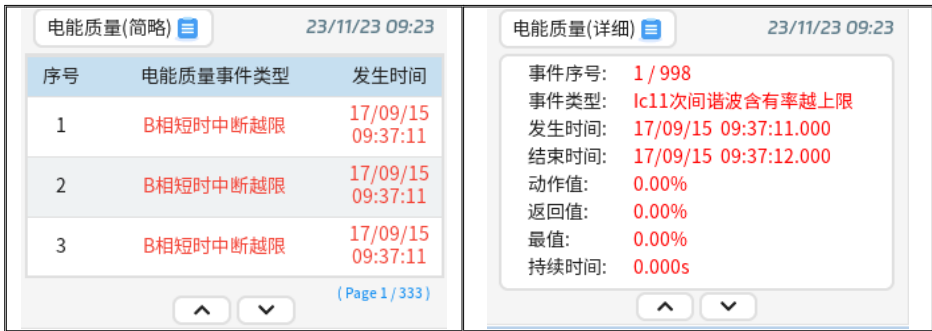 电能质量(简略) 23/11/23 09:23
序号 电能质量事件类型 发生时间
1 B相短时中断越限 17/09/15 09:37:11
2 B相短时中断越限 17/09/15 09:37:11
3 B相短时中断越限 17/09/15 09:37:11
( Page 1 / 333 )
电能质量(详细) 23/11/23 09:23
事件序号: 1 / 998
事件类型: Ic11次间谐波含有率越上限
发生时间: 17/09/15 09:37:11.000
结束时间: 17/09/15 09:37:12.000
动作值: 0.00%
返回值: 0.00%
最值: 0.00%
持续时间: 0.000s